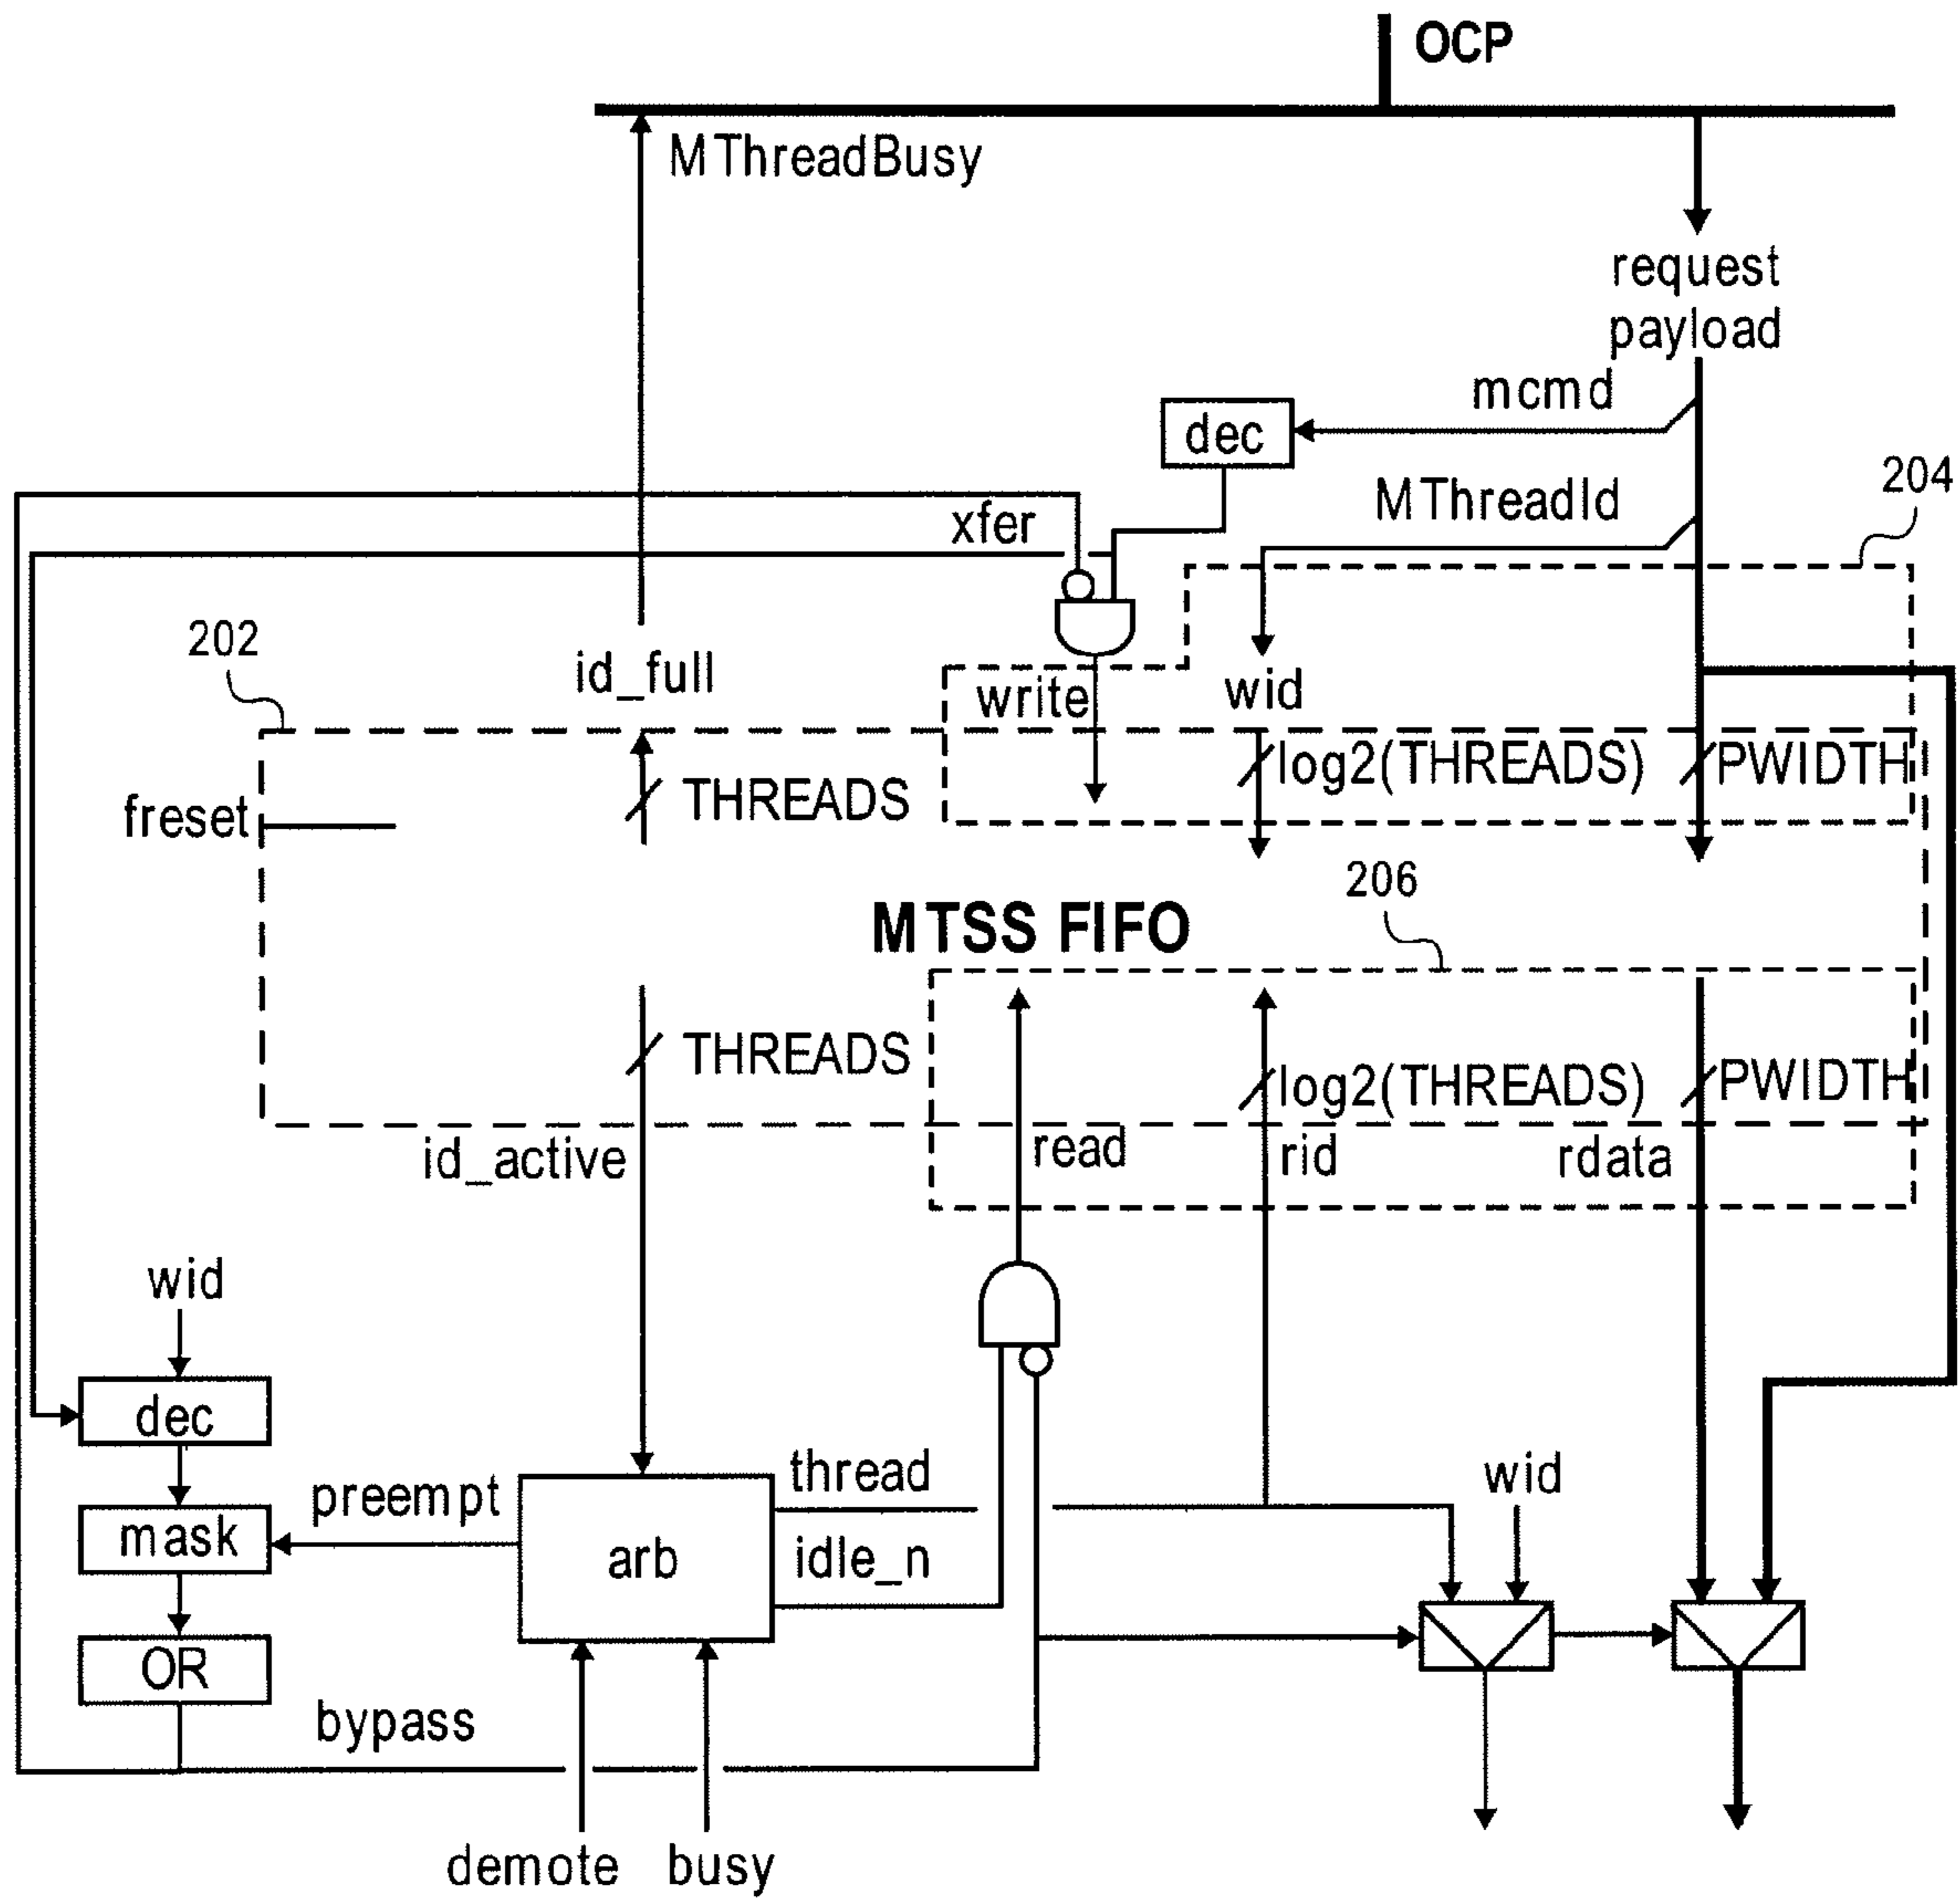 OCP
MThreadBusy
request
payload
mcmd
dec
MThreadId
204
xfer
202
id_full
write
wid
THREADS
log2(THREADS)
PWIDTH
freset
206
MTSS FIFO
THREADS
log2(THREADS)
PWIDTH
id_active
read
rid
rdata
wid
dec
thread
wid
preempt
mask
arb
idle_n
OR
bypass
demote
busy